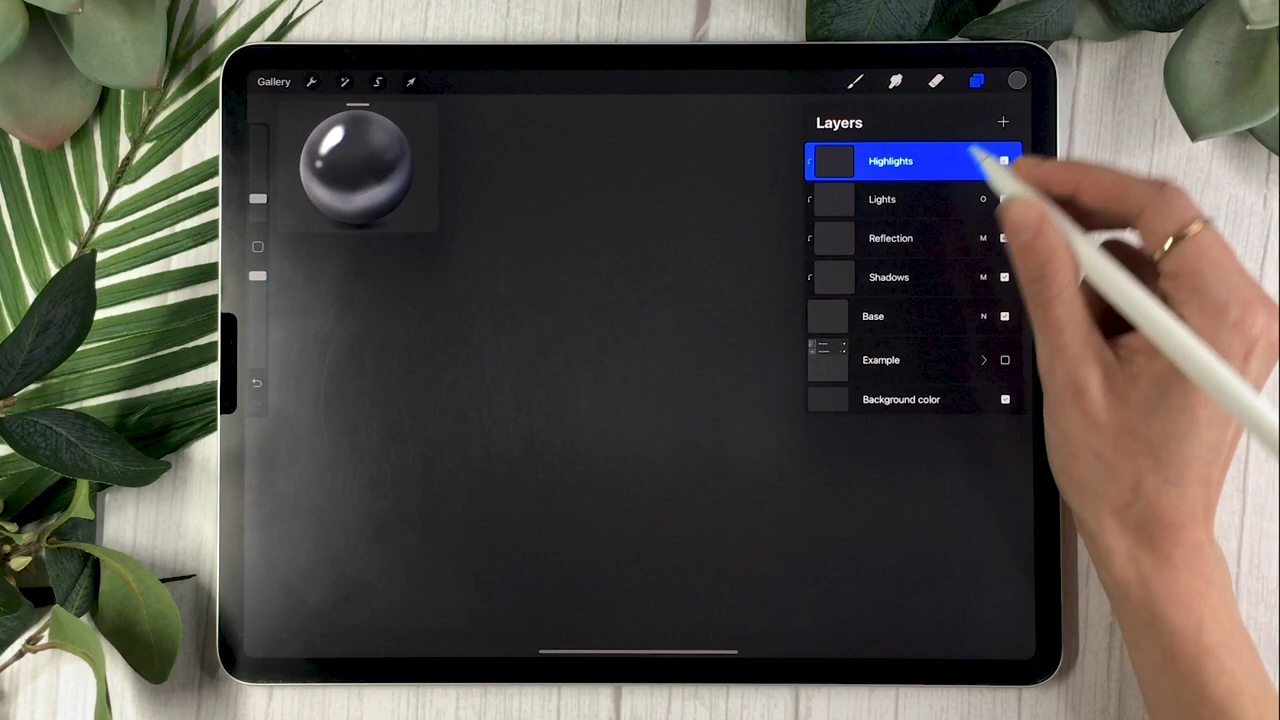 Gallery
Layers
Highlights
Lights O
Reflection M
Shadows M
Base N
Example
Background color